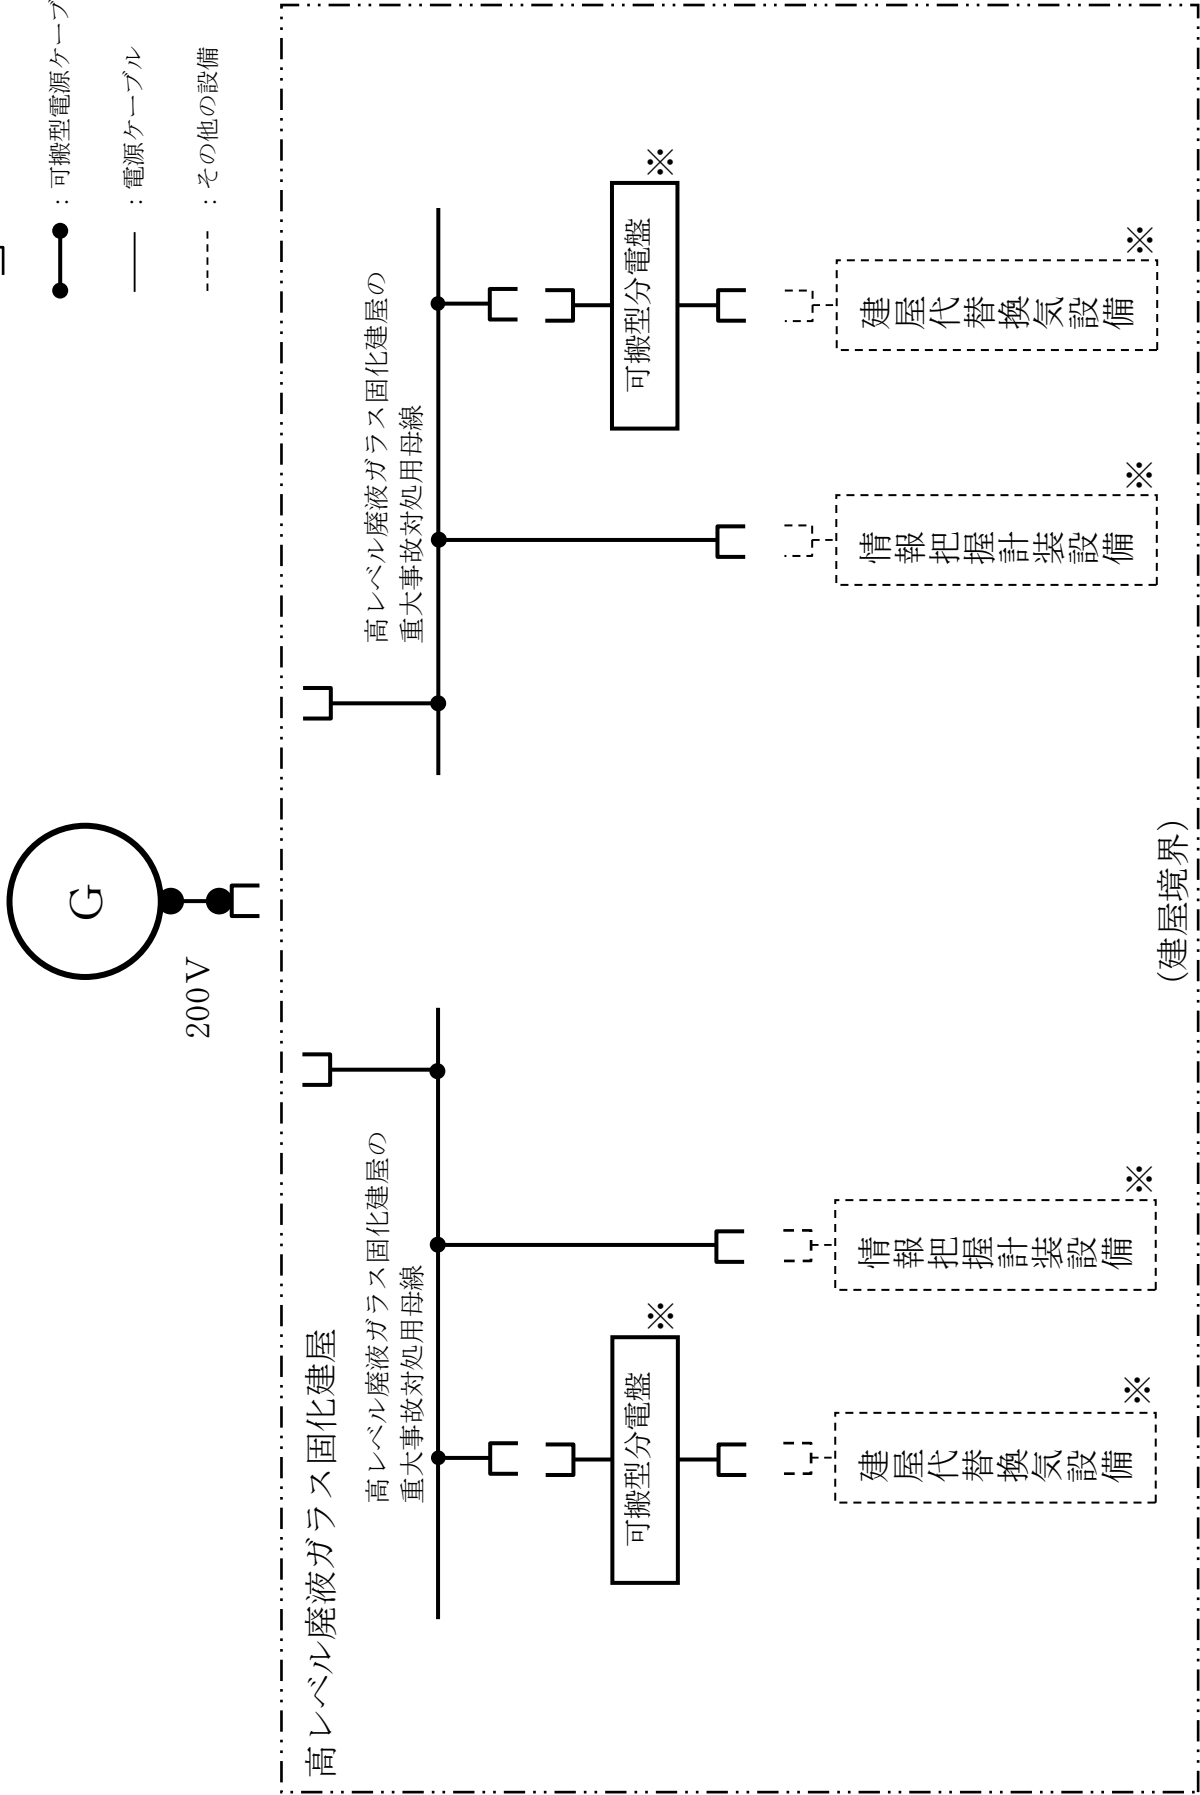 ：可搬型電源ケーブ
：電源ケーブル
：その他の設備
G
200V
高レベル廃液ガラス固化建屋
高レベル廃液ガラス固化建屋の
重大事故対処用母線
高レベル廃液ガラス固化建屋の
重大事故対処用母線
可搬型分電盤
※
可搬型分電盤
※
建屋代替換気設備
※
情報把握計装設備
※
情報把握計装設備
※
建屋代替換気設備
※
(建屋境界)